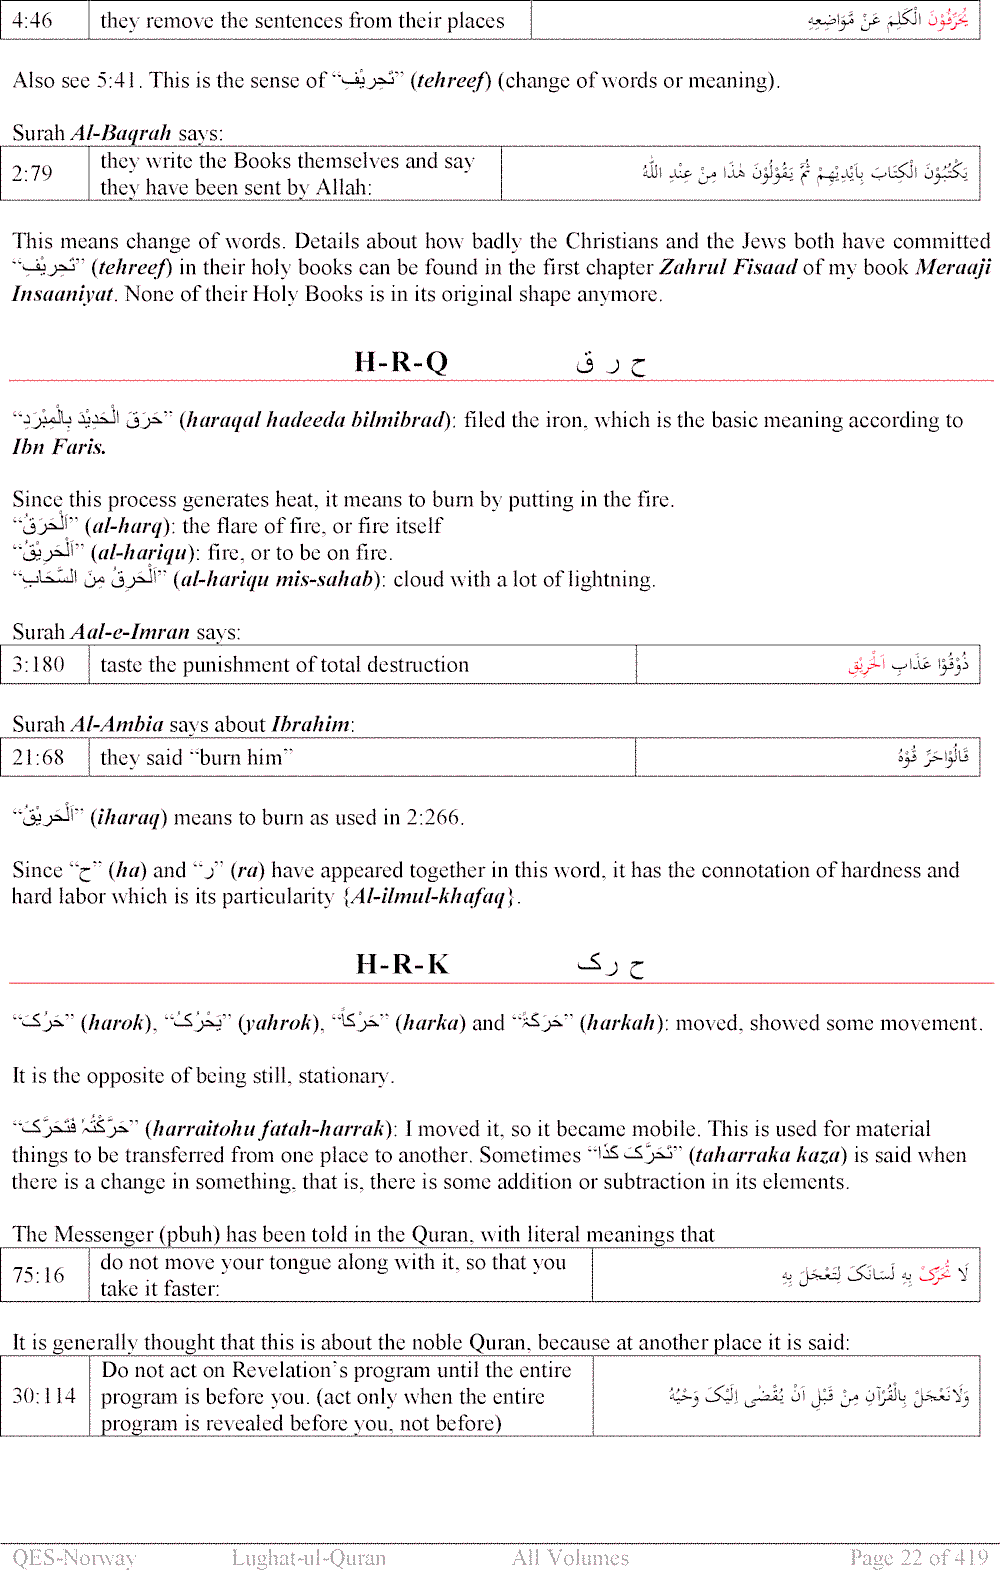 4:46 they remove the sentences from their places يُحَرِّفُوْنَ الْكَلِمَ عَنْ مَّوَاضِعِهِ
Also see 5:41. This is the sense of “تَحِرِيْفِ” (tehreef) (change of words or meaning).
Surah Al-Baqrah says:
2:79 they write the Books themselves and say they have been sent by Allah: يَكْتُبُوْنَ الْكِتَابَ بِاَيْدِيْهِمْ ثُمَّ يَقُوْلُوْنَ هٰذَا مِنْ عِنْدِ اللّٰهِ
This means change of words. Details about how badly the Christians and the Jews both have committed
“تَحِرِيْفِ” (tehreef) in their holy books can be found in the first chapter Zahrul Fisaad of my book Meraaji
Insaaniyat. None of their Holy Books is in its original shape anymore.
H-R-Q ح ر ق
“حَرَقَ الْحَدِيْدَ بِالْمِبْرَدِ” (haraqal hadeeda bilmibrad): filed the iron, which is the basic meaning according to
Ibn Faris.
Since this process generates heat, it means to burn by putting in the fire.
“اَلْحَرَقُ” (al-harq): the flare of fire, or fire itself
“اَلْحَرِيْقُ” (al-hariqu): fire, or to be on fire.
“اَلْحَرِقُ مِنَ السَّحَابِ” (al-hariqu mis-sahab): cloud with a lot of lightning.
Surah Aal-e-Imran says:
3:180 taste the punishment of total destruction ذُوْقُوْا عَذَابِ اَلْحَرِيْقِ
Surah Al-Ambia says about Ibrahim:
21:68 they said “burn him” قَالُوْاحَرِّ قُوْهُ
“اَلْحَرِيْقُ” (iharaq) means to burn as used in 2:266.
Since “ح” (ha) and “ر” (ra) have appeared together in this word, it has the connotation of hardness and
hard labor which is its particularity {Al-ilmul-khafaq}.
H-R-K ح ر ک
“حَرُکَ” (harok), “يَحْرُکُ” (yahrok), “حَرْکاً” (harka) and “حَرَکَۃً” (harkah): moved, showed some movement.
It is the opposite of being still, stationary.
“حَرَّکْتُہٗ فَتَحَرَّکَ” (harraitohu fatah-harrak): I moved it, so it became mobile. This is used for material
things to be transferred from one place to another. Sometimes “تَحَرَّکَ کَذَا” (taharraka kaza) is said when
there is a change in something, that is, there is some addition or subtraction in its elements.
The Messenger (pbuh) has been told in the Quran, with literal meanings that
75:16 do not move your tongue along with it, so that you take it faster: لَا تُحَرِّکْ بِهِ لَسَانَکَ لِتَعْجَلَ بِهِ
It is generally thought that this is about the noble Quran, because at another place it is said:
30:114 Do not act on Revelation`s program until the entire program is before you. (act only when the entire program is revealed before you, not before) وَلَاتَعْجَلْ بِالْقُرْآنِ مِنْ قَبْلِ اَنْ يُقْضٰى اِلَيْکَ وَحْيُهُ
QES-Norway Lughat-ul-Quran All Volumes Page 22 of 419